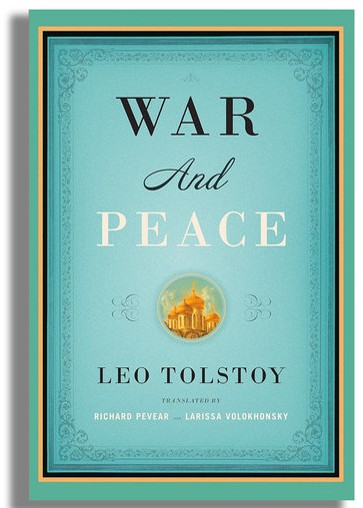 WAR
And
PEACE
LEO TOLSTOY
TRANSLATED BY
RICHARD PEVEAR — LARISSA VOLOKHONSKY